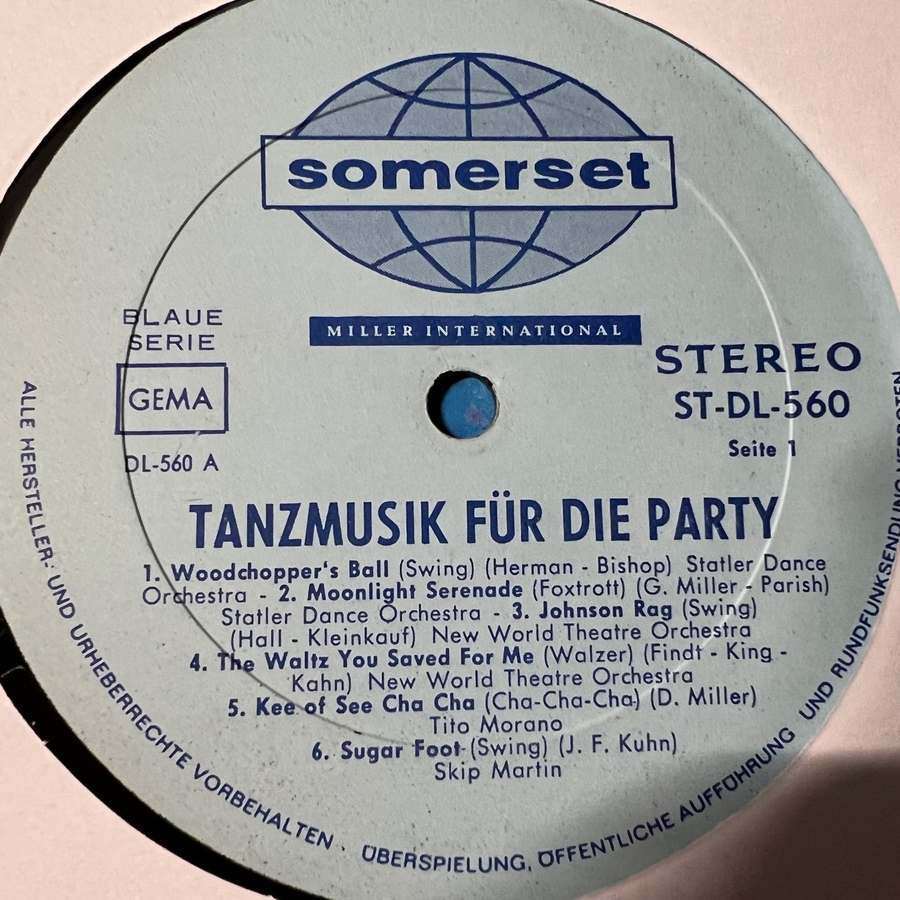 somerset
MILLER INTERNATIONAL
BLAUE
SERIE
GEMA
DL-560 A
STEREO
ST-DL-560
Seite 1
TANZMUSIK FÜR DIE PARTY
1. Woodchopper's Ball (Swing) (Herman - Bishop) Statler Dance
Orchestra - 2. Moonlight Serenade (Foxtrott) (G. Miller - Parish)
Statler Dance Orchestra - 3. Johnson Rag (Swing)
(Hall - Kleinkauf) New World Theatre Orchestra
4. The Waltz You Saved For Me (Walzer) (Findt - King -
Kahn) New World Theatre Orchestra
5. Kee of See Cha Cha (Cha-Cha-Cha) (D. Miller)
Tito Morano
6. Sugar Foot (Swing) (J. F. Kuhn)
Skip Martin
ALLE HERSTELLER- UND URHEBERRECHTE VORBEHALTEN . ÜBERSPIELUNG, ÖFFENTLICHE AUFFÜHRUNG UND RUNDFUNKSENDUNG VERBOTEN